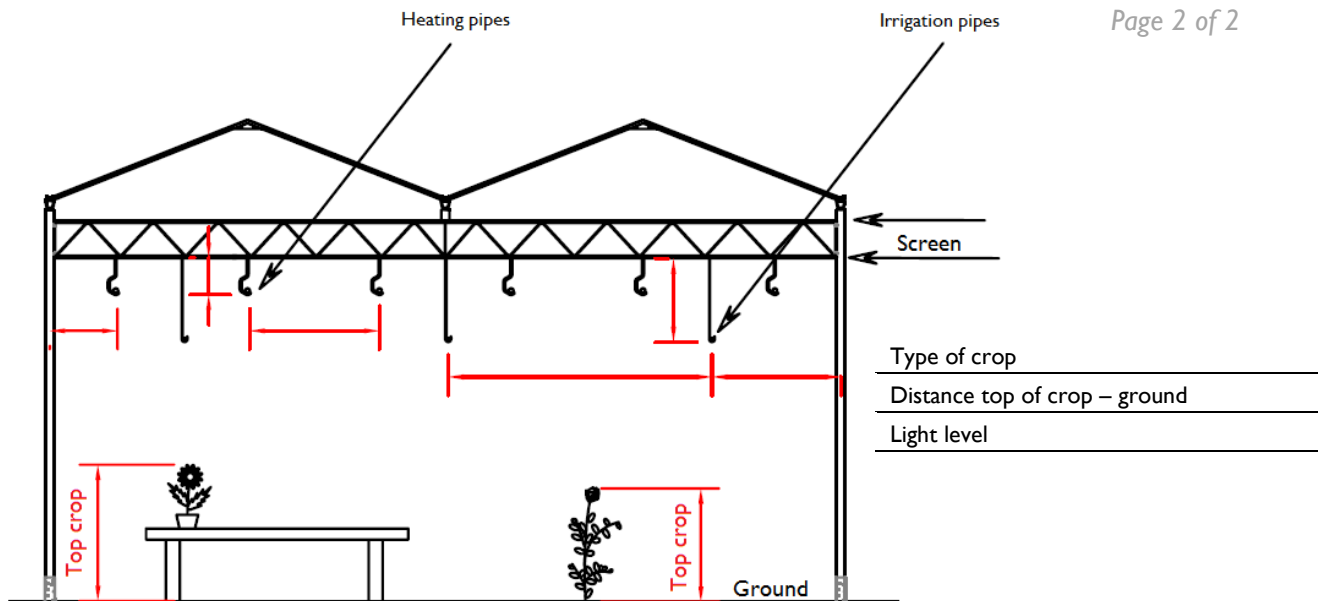 Page 2 of 2
Heating pipes
Irrigation pipes
Screen
Type of crop
Distance top of crop – ground
Light level
Top crop
Top crop
Ground